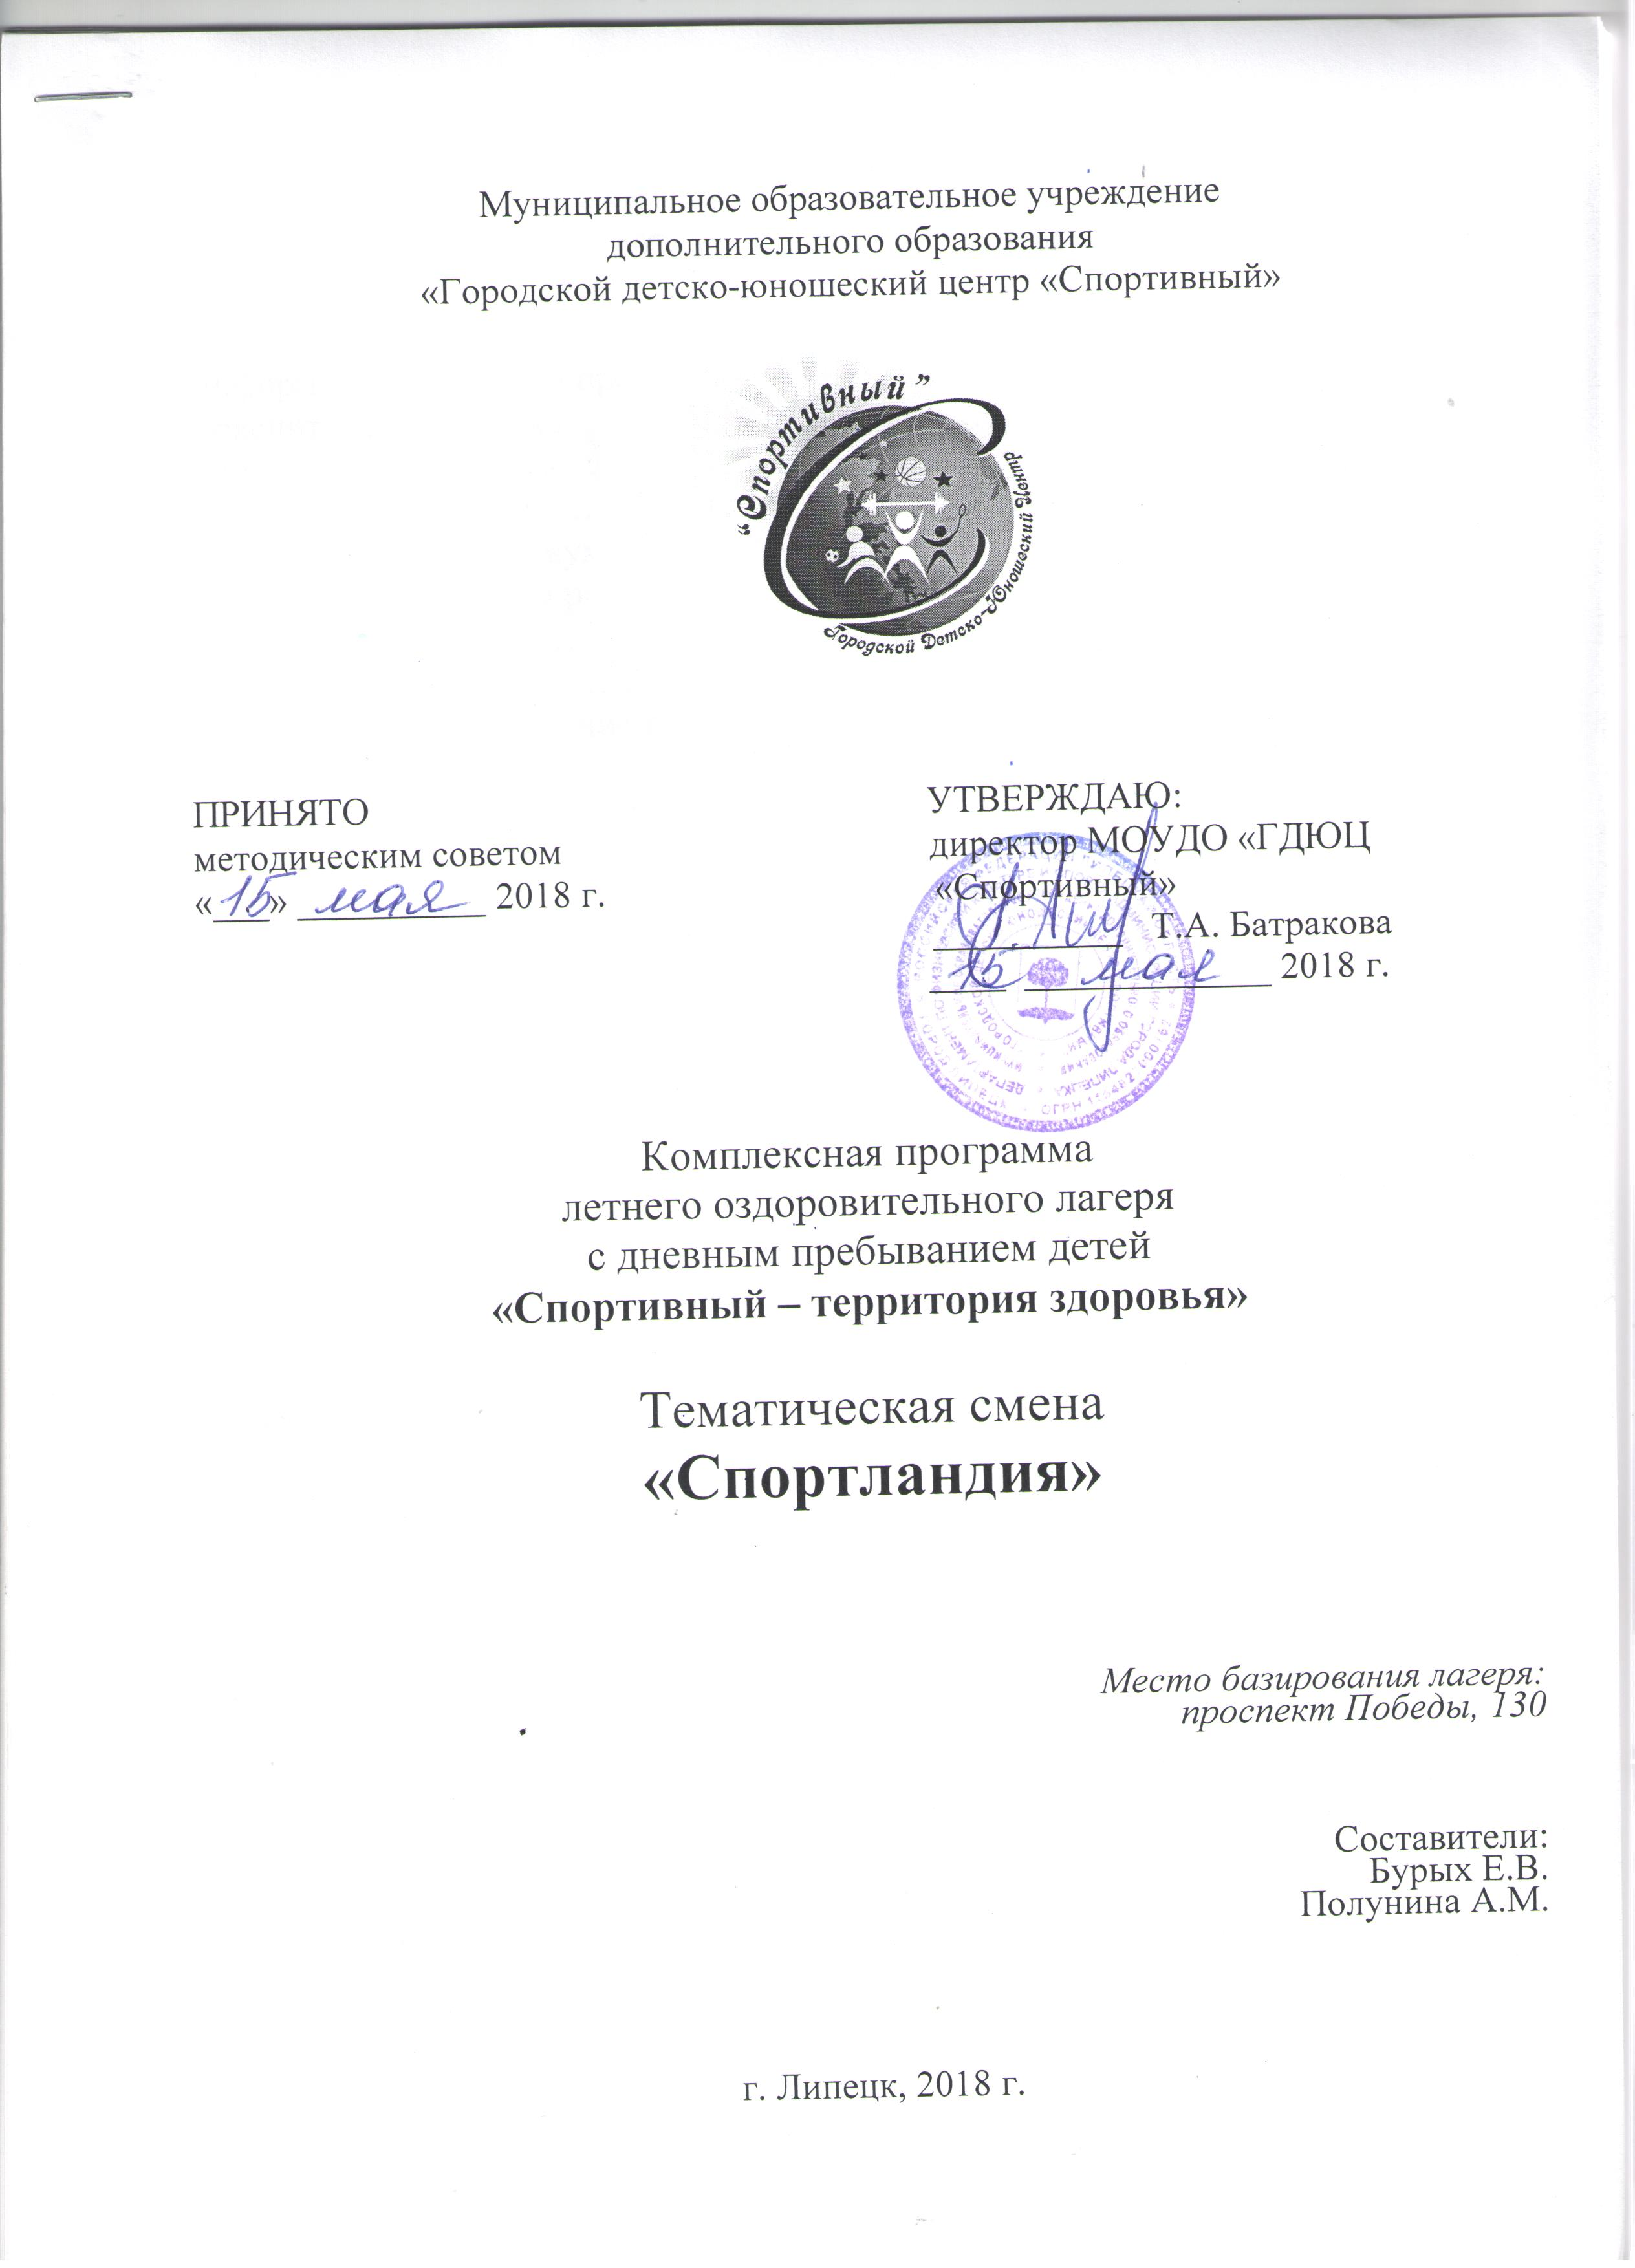 Муниципальное образовательное учреждение
дополнительного образования
«Городской детско-юношеский центр «Спортивный»
“Спортивный”
Городской Детско-Юношеский Центр
ПРИНЯТО
методическим советом
«15» мая 2018 г.
УТВЕРЖДАЮ:
директор МОУДО «ГДЮЦ
«Спортивный»
Т.А. Батракова
15 мая 2018 г.
Комплексная программа
летнего оздоровительного лагеря
с дневным пребыванием детей
«Спортивный – территория здоровья»
Тематическая смена
«Спортландия»
Место базирования лагеря:
проспект Победы, 130
Составители:
Бурых Е.В.
Полунина А.М.
г. Липецк, 2018 г.